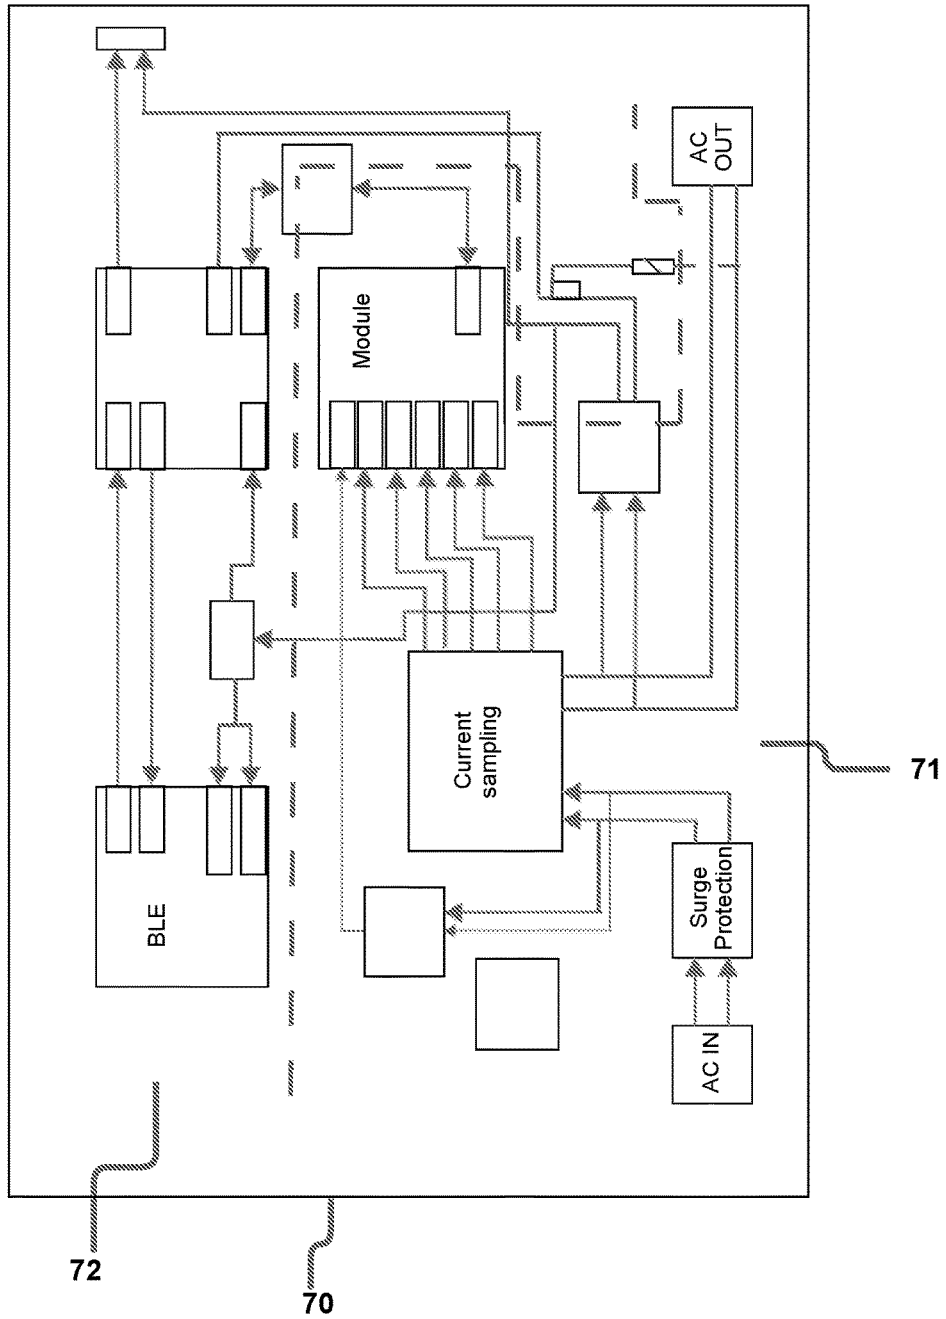 AC
OUT
Module
Current
sampling
71
BLE
Surge
Protection
AC IN
72
70